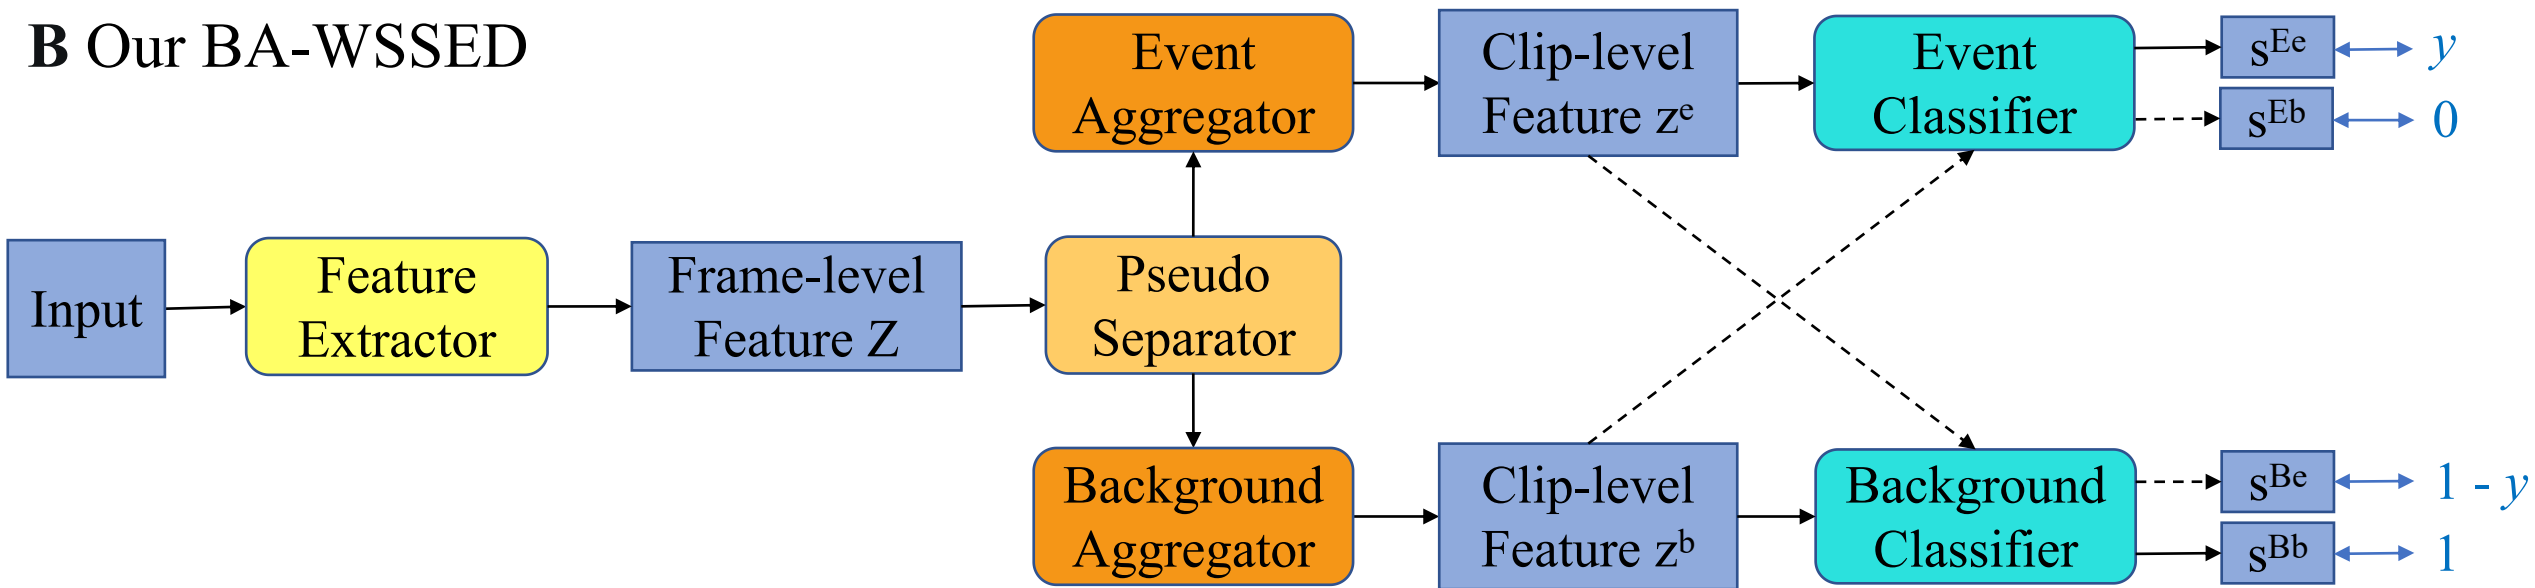 B Our BA-WSSED
Event
Aggregator
Clip-level
Feature zᵉ
Event
Classifier
sᴱᵉ
y
sᴱᵇ
0
Input
Feature
Extractor
Frame-level
Feature Z
Pseudo
Separator
Background
Aggregator
Clip-level
Feature zᵇ
Background
Classifier
sᴮᵉ
1 - y
sᴮᵇ
1